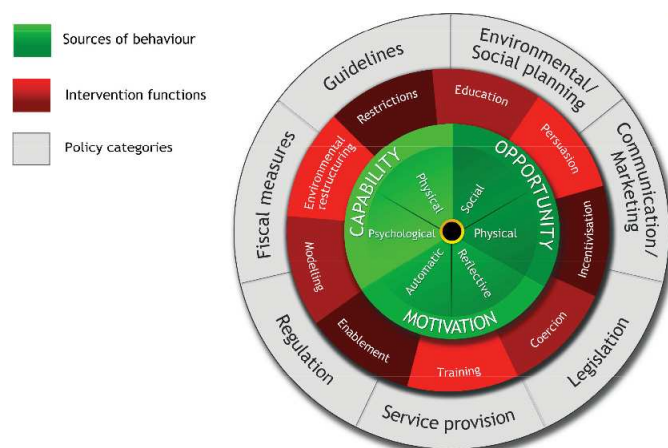 Sources of behaviour
Intervention functions
Policy categories
Guidelines
Environmental/
Social planning
Communication/
Marketing
Legislation
Service provision
Regulation
Fiscal measures
Restrictions
Education
Persuasion
Incentivisation
Coercion
Training
Enablement
Modelling
Environmental
restructuring
CAPABILITY
OPPORTUNITY
MOTIVATION
Physical
Social
Psychological
Physical
Automatic
Reflective